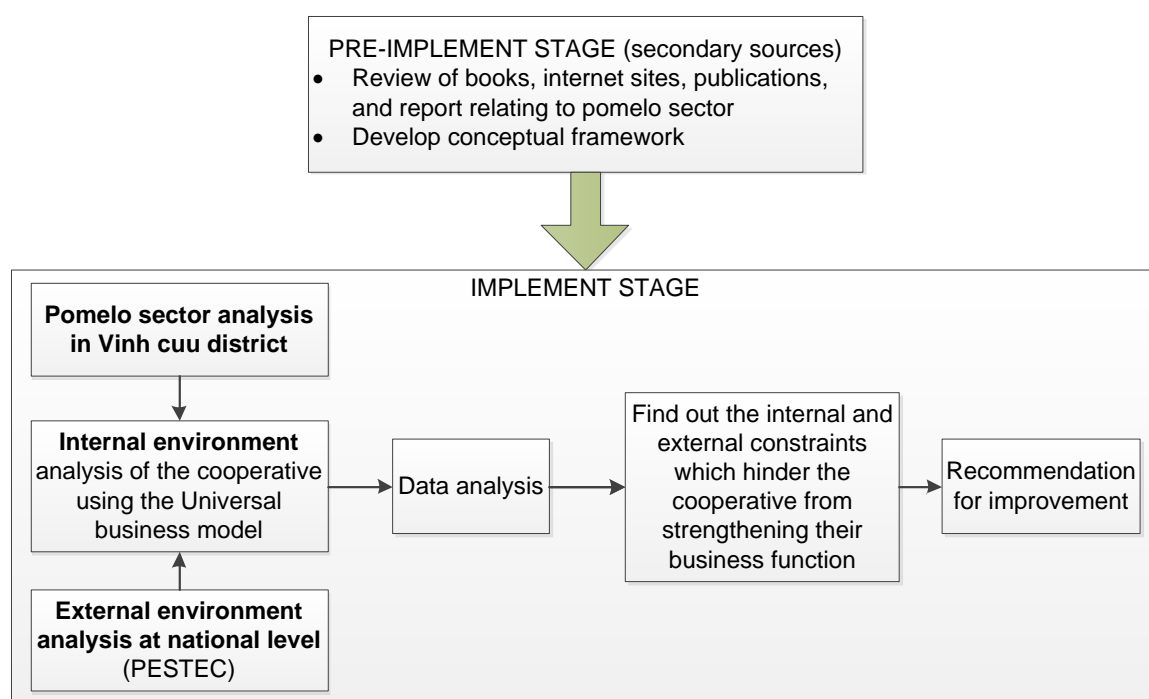 PRE-IMPLEMENT STAGE (secondary sources)
• Review of books, internet sites, publications,
and report relating to pomelo sector
• Develop conceptual framework
IMPLEMENT STAGE
Pomelo sector analysis
in Vinh cuu district
Internal environment
analysis of the cooperative
using the Universal
business model
External environment
analysis at national level
(PESTEC)
Data analysis
Find out the internal and
external constraints
which hinder the
cooperative from
strengthening their
business function
Recommendation
for improvement